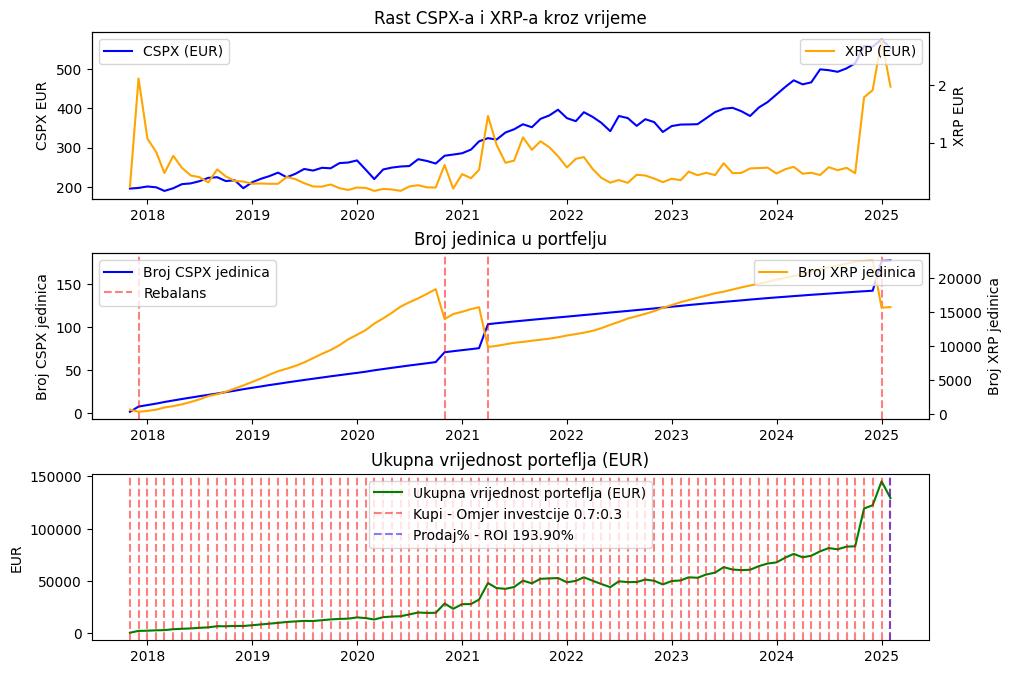 Rast CSPX-a i XRP-a kroz vrijeme
CSPX (EUR)
XRP (EUR)
CSPX EUR
500
400
300
200
XRP EUR
2
1
2018 2019 2020 2021 2022 2023 2024 2025
Broj jedinica u portfelju
Broj CSPX jedinica
Rebalans
Broj XRP jedinica
Broj CSPX jedinica
150
100
50
0
Broj XRP jedinica
20000
15000
10000
5000
0
2018 2019 2020 2021 2022 2023 2024 2025
Ukupna vrijednost porteflja (EUR)
Ukupna vrijednost porteflja (EUR)
Kupi - Omjer investcije 0.7:0.3
Prodaj% - ROI 193.90%
EUR
150000
100000
50000
0
2018 2019 2020 2021 2022 2023 2024 2025